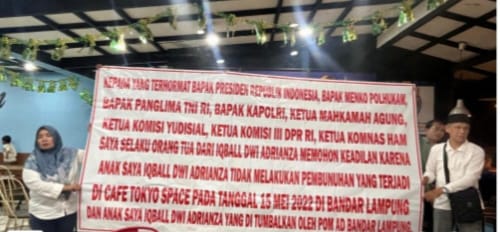 KEPADA YANG TERHORMAT BAPAK PRESIDEN REPUBLIK INDONESIA, BAPAK MENKO POLHUKAM,
BAPAK PANGLIMA TNI RI, BAPAK KAPOLRI, KETUA MAHKAMAH AGUNG,
KETUA KOMISI YUDISIAL, KETUA KOMISI III DPR RI, KETUA KOMNAS HAM
SAYA SELAKU ORANG TUA DARI IQBALL DWI ADRIANZA MEMOHON KEADILAN KARENA
ANAK SAYA IQBALL DWI ADRIANZA TIDAK MELAKUKAN PEMBUNUHAN YANG TERJADI
DI CAFE TOKYO SPACE PADA TANGGAL 15 MEI 2022 DI BANDAR LAMPUNG
DAN ANAK SAYA IQBALL DWI ADRIANZA YANG DI TUMBALKAN OLEH POM AD BANDAR LAMPUNG